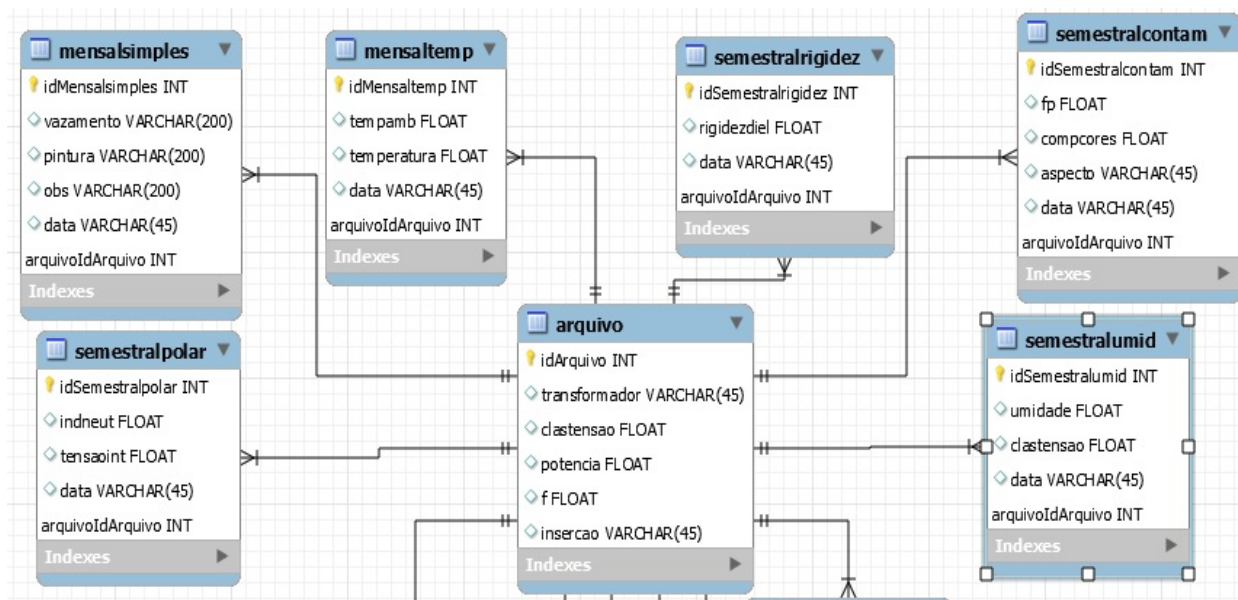 mensalsimples
idMensalsimples INT
vazamento VARCHAR(200)
pintura VARCHAR(200)
obs VARCHAR(200)
data VARCHAR(45)
arquivoIdArquivo INT
Indexes
mensaltemp
idMensaltemp INT
tempamb FLOAT
temperatura FLOAT
data VARCHAR(45)
arquivoIdArquivo INT
Indexes
semestralrigidez
idSemestralrigidez INT
rigidezdiel FLOAT
data VARCHAR(45)
arquivoIdArquivo INT
Indexes
semestralcontam
idSemestralcontam INT
fp FLOAT
compcores FLOAT
aspecto VARCHAR(45)
data VARCHAR(45)
arquivoIdArquivo INT
Indexes
semestralpolar
idSemestralpolar INT
indneut FLOAT
tensaoint FLOAT
data VARCHAR(45)
arquivoIdArquivo INT
Indexes
arquivo
idArquivo INT
transformador VARCHAR(45)
clastensao FLOAT
potencia FLOAT
f FLOAT
insercao VARCHAR(45)
Indexes
semestralumid
idSemestralumid INT
umidade FLOAT
clastensao FLOAT
data VARCHAR(45)
arquivoIdArquivo INT
Indexes